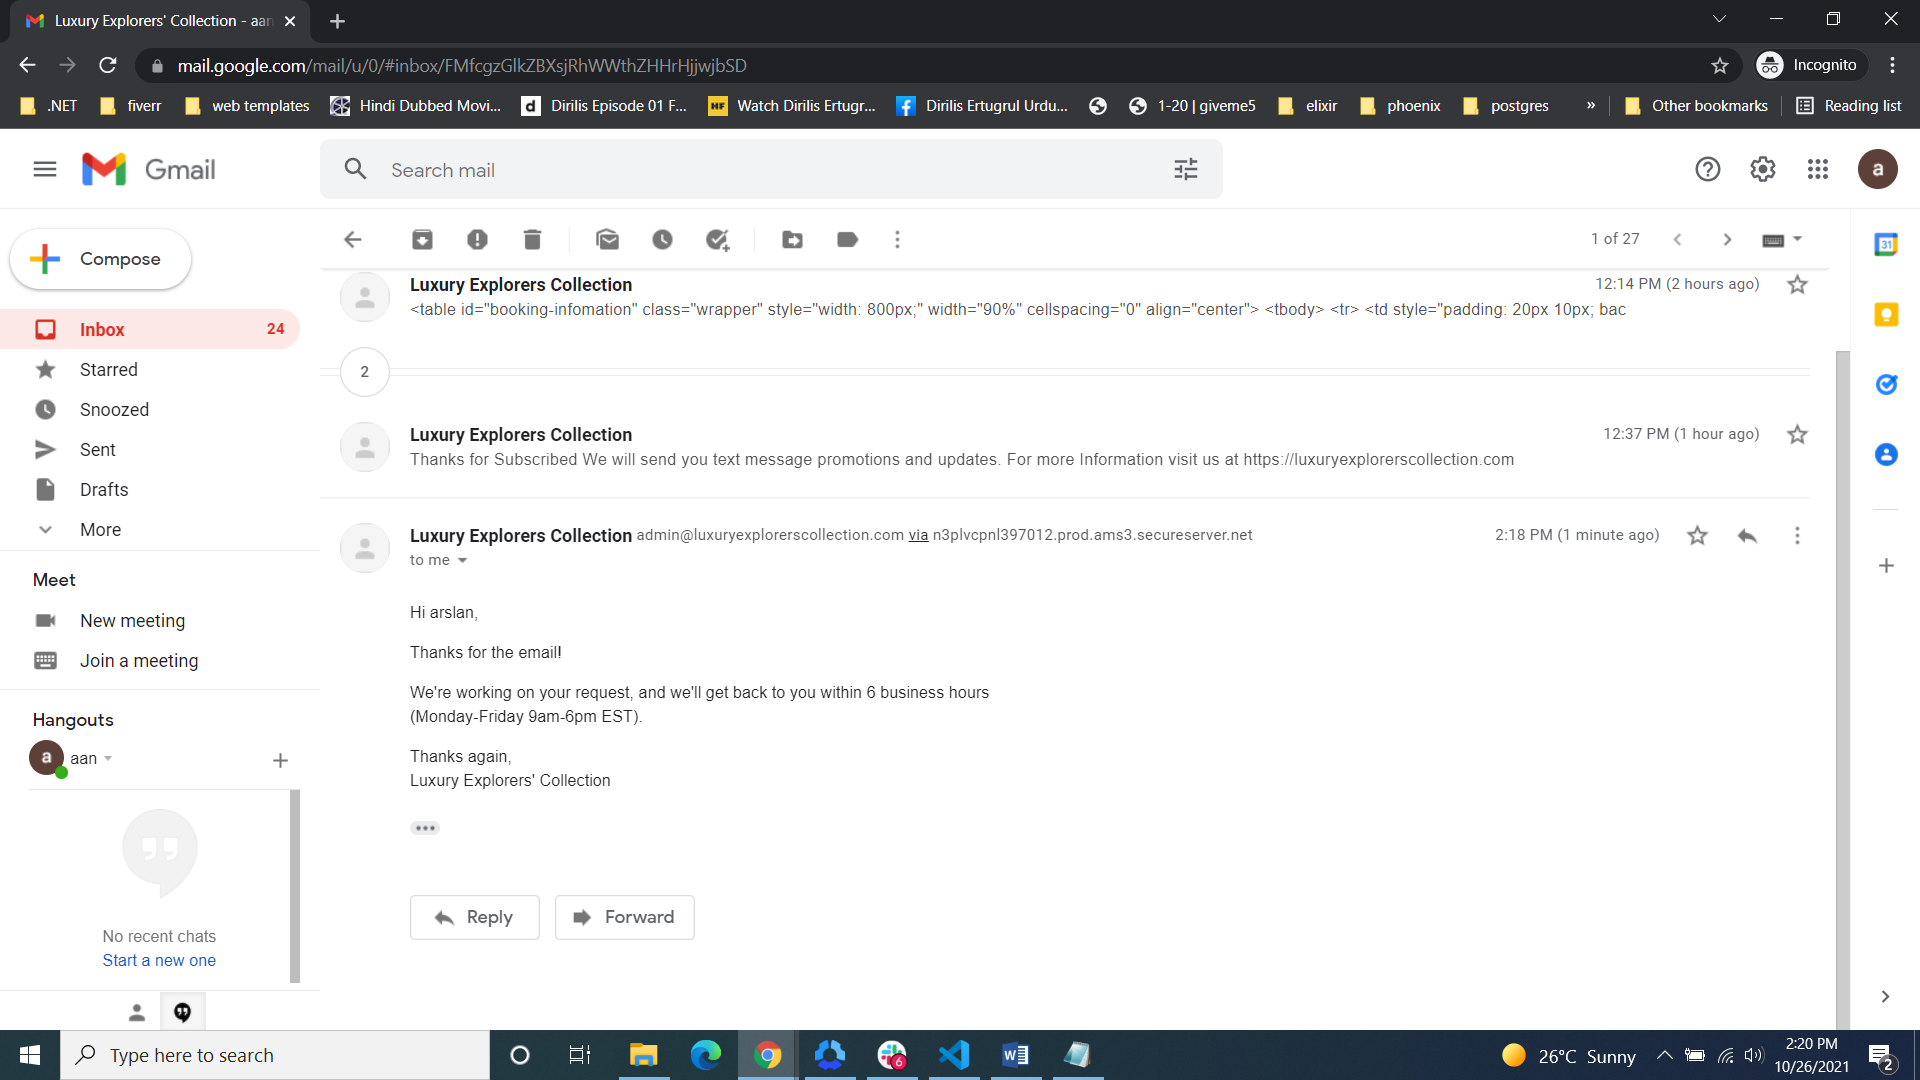 Luxury Explorers' Collection - aan
mail.google.com/mail/u/0/#inbox/FMfcgzGlkZBXsjRhWWthZHHrHjjwjbSD
Incognito
.NET
fiverr
web templates
Hindi Dubbed Movi...
Dirilis Episode 01 F...
HF
Watch Dirilis Ertugr...
Dirilis Ertugrul Urdu...
1-20 | giveme5
elixir
phoenix
postgres
»
Other bookmarks
Reading list
Gmail
Search mail
a
Compose
1 of 27
31
Inbox 24
Starred
Snoozed
Sent
Drafts
More
Luxury Explorers Collection 12:14 PM (2 hours ago)
<table id="booking-infomation" class="wrapper" style="width: 800px;" width="90%" cellspacing="0" align="center"> <tbody> <tr> <td style="padding: 20px 10px; bac
2
Luxury Explorers Collection 12:37 PM (1 hour ago)
Thanks for Subscribed We will send you text message promotions and updates. For more Information visit us at https://luxuryexplorerscollection.com
Luxury Explorers Collection admin@luxuryexplorerscollection.com via n3plvcpnl397012.prod.ams3.secureserver.net 2:18 PM (1 minute ago)
to me
Hi arslan,
Thanks for the email!
We're working on your request, and we'll get back to you within 6 business hours
(Monday-Friday 9am-6pm EST).
Thanks again,
Luxury Explorers' Collection
Reply
Forward
Meet
New meeting
Join a meeting
Hangouts
a
aan
No recent chats
Start a new one
Type here to search
6
26°C Sunny
2:20 PM
10/26/2021
2